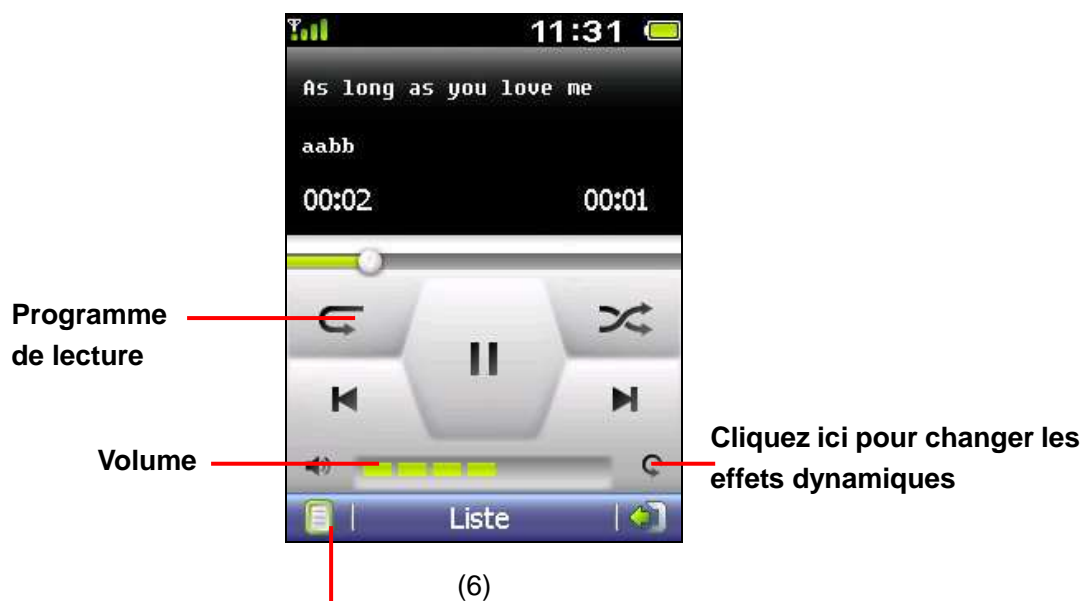 11:31
As long as you love me
aabb
00:02 00:01
Programme
de lecture
Volume
Cliquez ici pour changer les
effets dynamiques
Liste
(6)